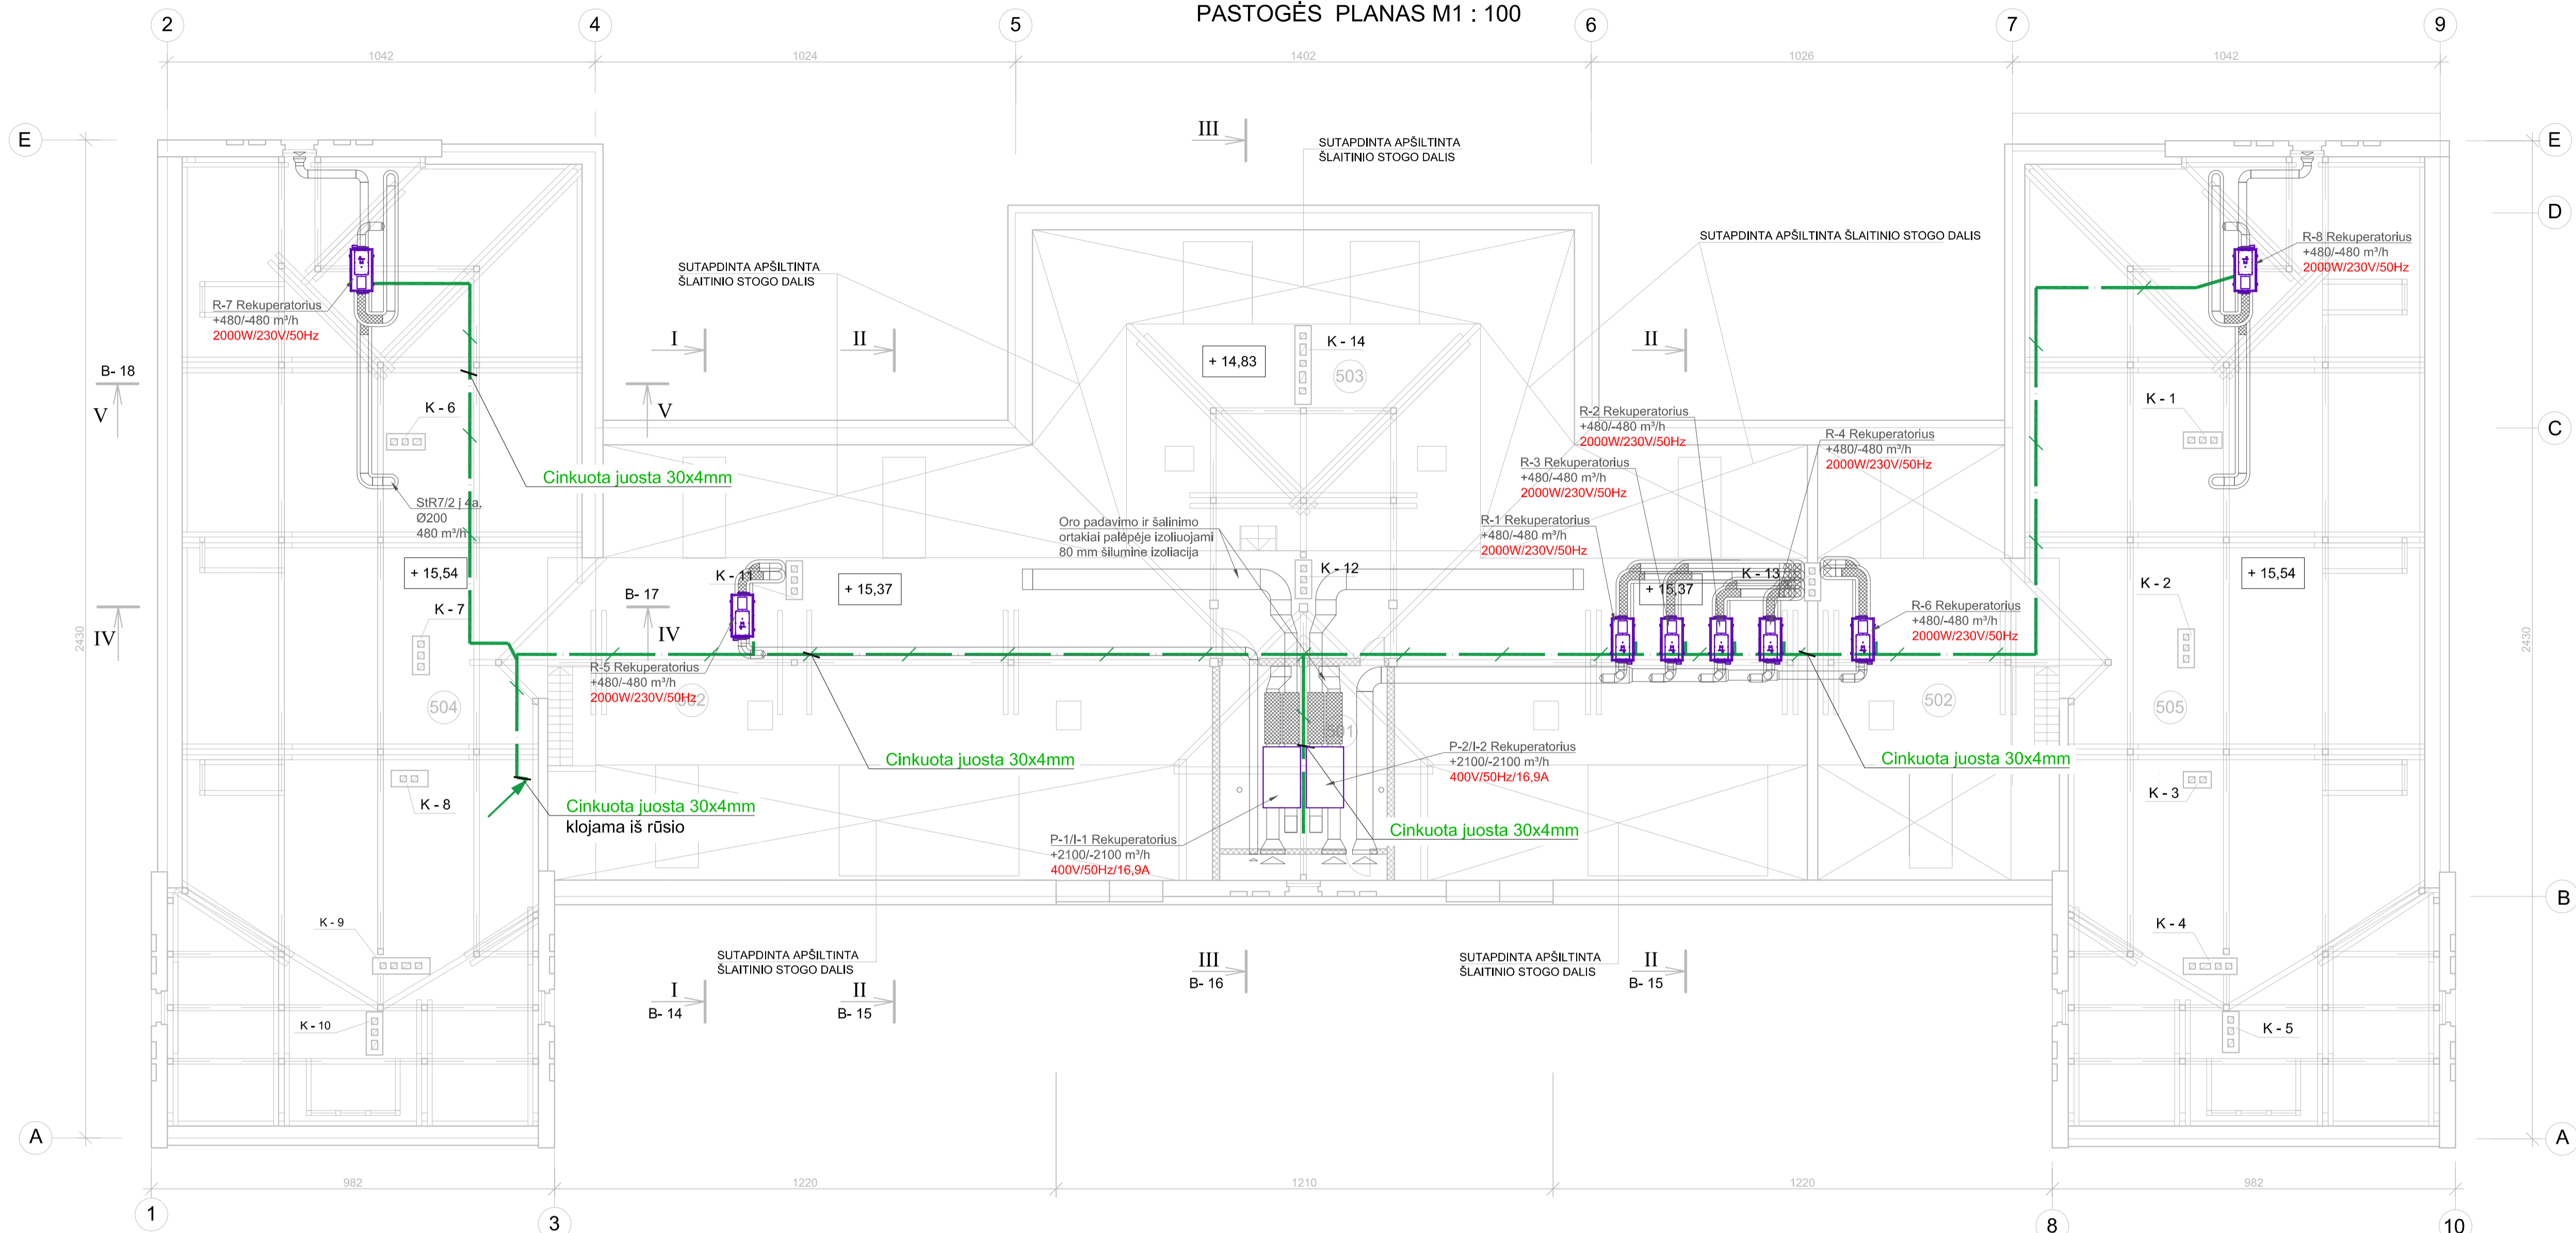 PASTOGĖS PLANAS M1 : 100
2
4
5
6
7
9
1042
1024
1402
1026
1042
E
E
D
C
B
A
A
2430
2430
III
SUTAPDINTA APŠILTINTA
ŠLAITINIO STOGO DALIS
SUTAPDINTA APŠILTINTA ŠLAITINIO STOGO DALIS
SUTAPDINTA APŠILTINTA
ŠLAITINIO STOGO DALIS
R-8 Rekuperatorius
+480/-480 m³/h
2000W/230V/50Hz
R-7 Rekuperatorius
+480/-480 m³/h
2000W/230V/50Hz
I
II
II
K - 14
+ 14,83
503
B- 18
V
V
K - 6
K - 1
R-2 Rekuperatorius
+480/-480 m³/h
2000W/230V/50Hz
R-4 Rekuperatorius
+480/-480 m³/h
2000W/230V/50Hz
R-3 Rekuperatorius
+480/-480 m³/h
2000W/230V/50Hz
Cinkuota juosta 30x4mm
StR7/2 į 4a.
Ø200
480 m³/h
Oro padavimo ir šalinimo
ortakiai palėpėje izoliuojami
80 mm šilumine izoliacija
R-1 Rekuperatorius
+480/-480 m³/h
2000W/230V/50Hz
+ 15,54
K - 11
+ 15,37
K - 12
+ 15,37
K - 13
K - 2
+ 15,54
K - 7
B- 17
IV
IV
R-6 Rekuperatorius
+480/-480 m³/h
2000W/230V/50Hz
R-5 Rekuperatorius
+480/-480 m³/h
2000W/230V/50Hz
504
502
501
502
505
Cinkuota juosta 30x4mm
P-2/I-2 Rekuperatorius
+2100/-2100 m³/h
400V/50Hz/16,9A
Cinkuota juosta 30x4mm
K - 8
K - 3
Cinkuota juosta 30x4mm
klojama iš rūsio
Cinkuota juosta 30x4mm
P-1/I-1 Rekuperatorius
+2100/-2100 m³/h
400V/50Hz/16,9A
K - 9
K - 4
SUTAPDINTA APŠILTINTA
ŠLAITINIO STOGO DALIS
SUTAPDINTA APŠILTINTA
ŠLAITINIO STOGO DALIS
I
B- 14
II
B- 15
III
B- 16
II
B- 15
K - 10
K - 5
982
1220
1210
1220
982
1
3
8
10